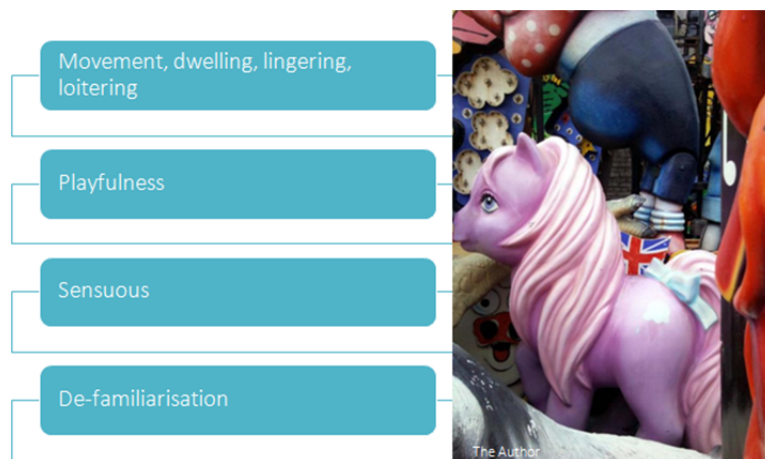 Movement, dwelling, lingering,
loitering
Playfulness
Sensuous
De-familiarisation
The Author